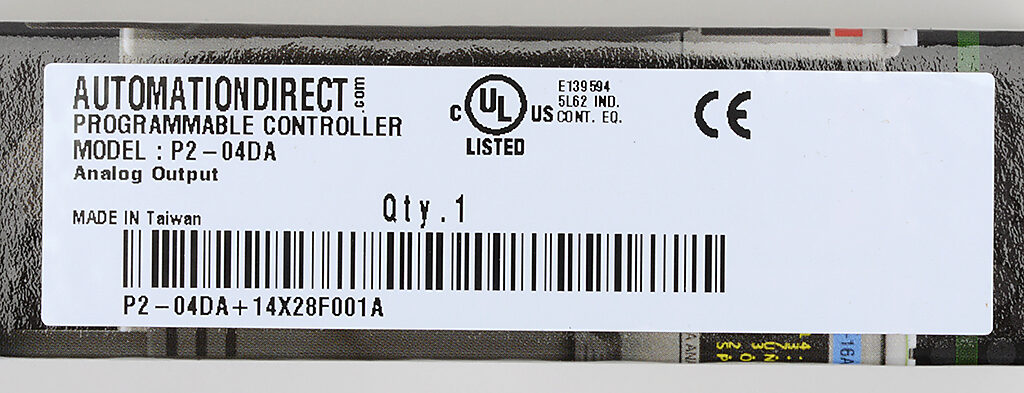 AUTOMATIONDIRECT.com
PROGRAMMABLE CONTROLLER
MODEL : P2-04DA
Analog Output
C UL US
LISTED
E139594
5L62 IND.
CONT. EQ.
CE
MADE IN Taiwan
Qty.1
P2-04DA+14X28F001A
-16A